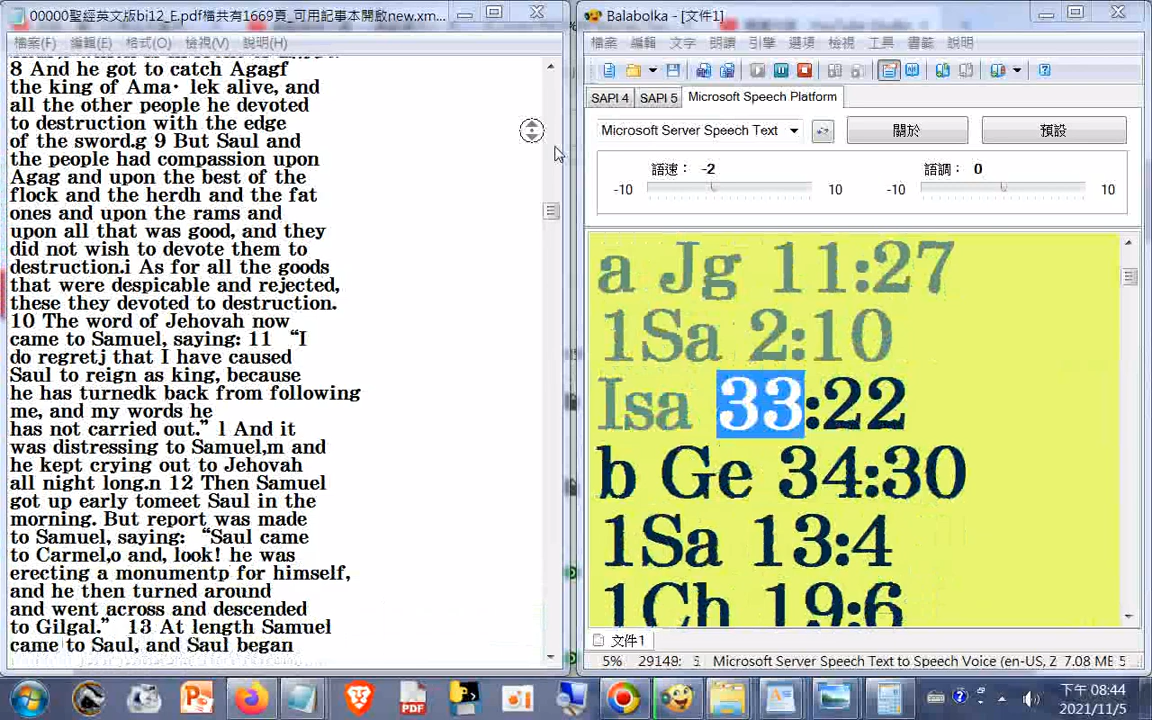 00000聖經英文版bi12_E.pdf檔共有1669頁_可用記事本開啟new.xm...
檔案(F) 編輯(E) 格式(O) 檢視(V) 說明(H)
8 And he got to catch Agagf
the king of Ama· lek alive, and
all the other people he devoted
to destruction with the edge
of the sword.g 9 But Saul and
the people had compassion upon
Agag and upon the best of the
flock and the herdh and the fat
ones and upon the rams and
upon all that was good, and they
did not wish to devote them to
destruction.i As for all the goods
that were despicable and rejected,
these they devoted to destruction.
10 The word of Jehovah now
came to Samuel, saying: 11 “I
do regretj that I have caused
Saul to reign as king, because
he has turnedk back from following
me, and my words he
has not carried out.” l And it
was distressing to Samuel,m and
he kept crying out to Jehovah
all night long.n 12 Then Samuel
got up early tomeet Saul in the
morning. But report was made
to Samuel, saying: “Saul came
to Carmel,o and, look! he was
erecting a monumentp for himself,
and he then turned around
and went across and descended
to Gilgal.” 13 At length Samuel
came to Saul, and Saul began
Balabolka - [文件1]
檔案 編輯 文字 朗讀 引擎 選項 檢視 工具 書籤 說明
SAPI 4 SAPI 5 Microsoft Speech Platform
Microsoft Server Speech Text 關於 預設
語速： -2 語調： 0
-10 10 -10 10
a Jg 11:27
1Sa 2:10
Isa 33:22
b Ge 34:30
1Sa 13:4
1Ch 19:6
文件1
5% 29149: Microsoft Server Speech Text to Speech Voice (en-US, Z 7.08 MB 5
下午 08:44
2021/11/5